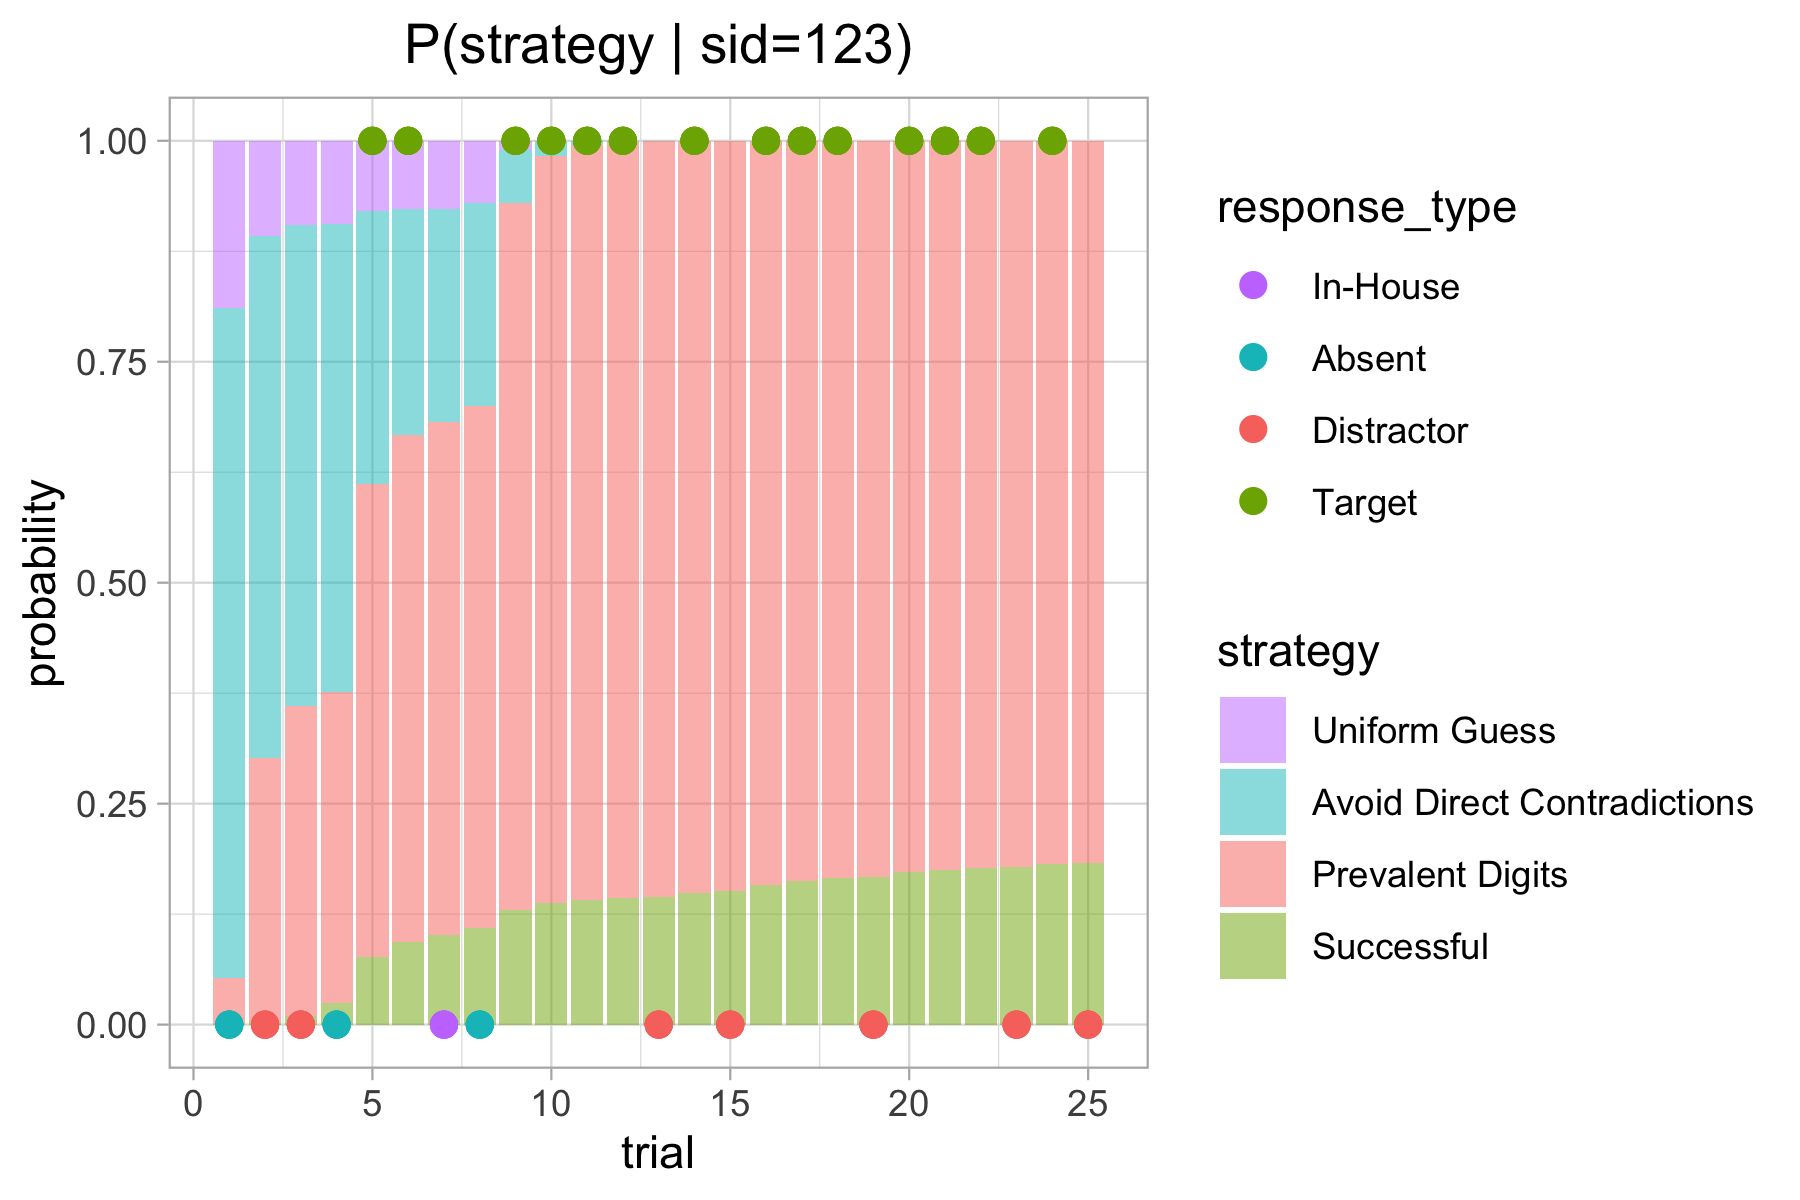 P(strategy | sid=123)
probability
1.00
0.75
0.50
0.25
0.00
0
5
10
15
20
25
trial
response_type
In-House
Absent
Distractor
Target
strategy
Uniform Guess
Avoid Direct Contradictions
Prevalent Digits
Successful